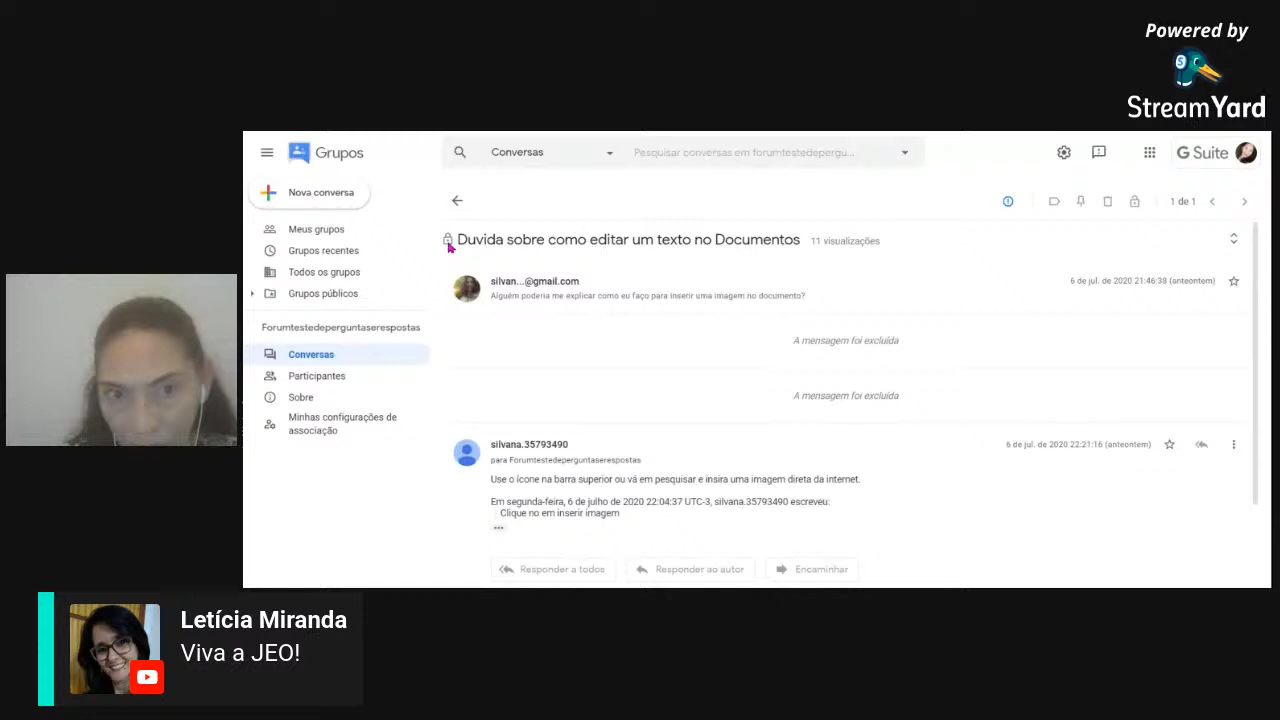 Powered by
StreamYard
Grupos
Conversas
Pesquisar conversas em forumtestedepergu...
G Suite
Nova conversa
1 de 1
Meus grupos
Grupos recentes
Todos os grupos
Grupos públicos
Forumtestedeperguntaserespostas
Conversas
Participantes
Sobre
Minhas configurações de
associação
Duvida sobre como editar um texto no Documentos
11 visualizações
silvan...@gmail.com
6 de jul. de 2020 21:46:38 (anteontem)
Alguém poderia me explicar como eu faço para inserir uma imagem no documento?
A mensagem foi excluída
A mensagem foi excluída
silvana.35793490
6 de jul. de 2020 22:21:16 (anteontem)
para Forumtestedeperguntaserespostas
Use o ícone na barra superior ou vá em pesquisar e insira uma imagem direta da internet.
Em segunda-feira, 6 de julho de 2020 22:04:37 UTC-3, silvana.35793490 escreveu:
Clique no em inserir imagem
Responder a todos
Responder ao autor
Encaminhar
Letícia Miranda
Viva a JEO!